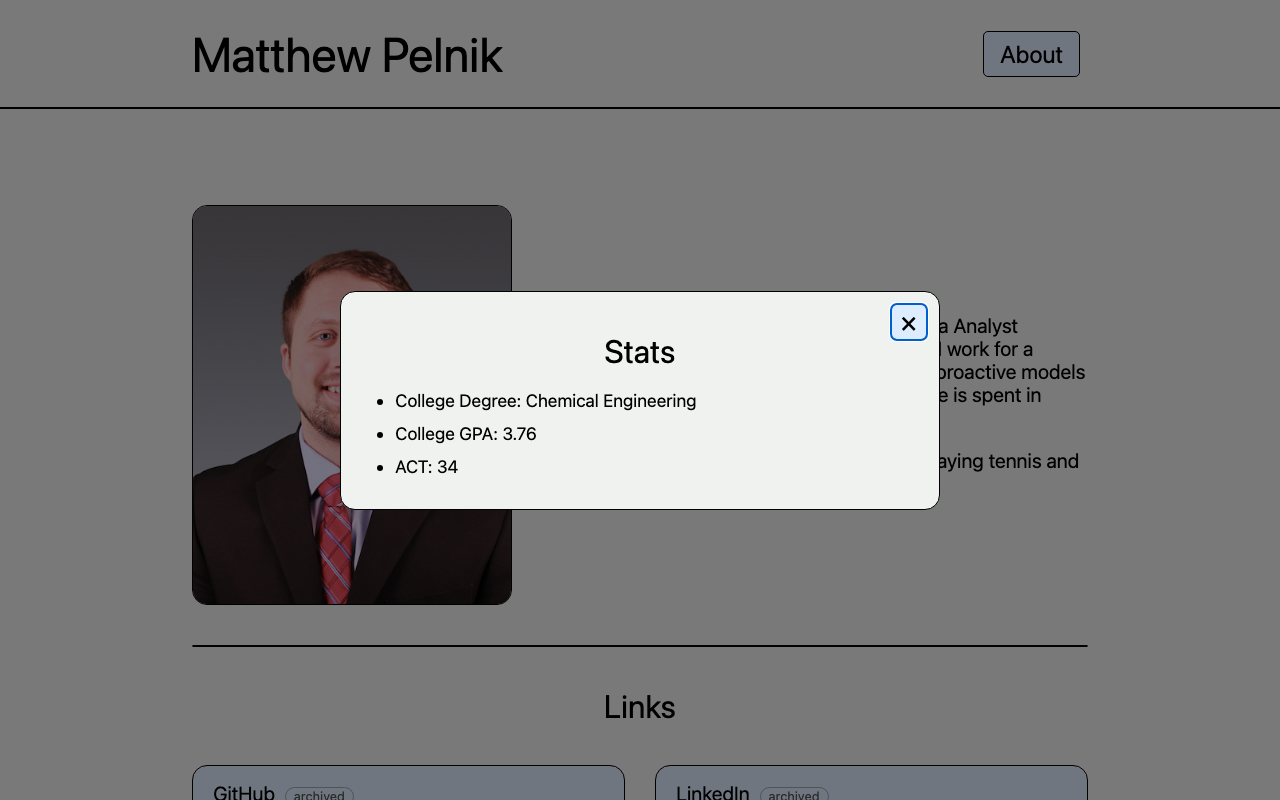 Matthew Pelnik
About
a Analyst
work for a
proactive models
e is spent in
aying tennis and
×
Stats
College Degree: Chemical Engineering
College GPA: 3.76
ACT: 34
Links
GitHub archived
LinkedIn archived